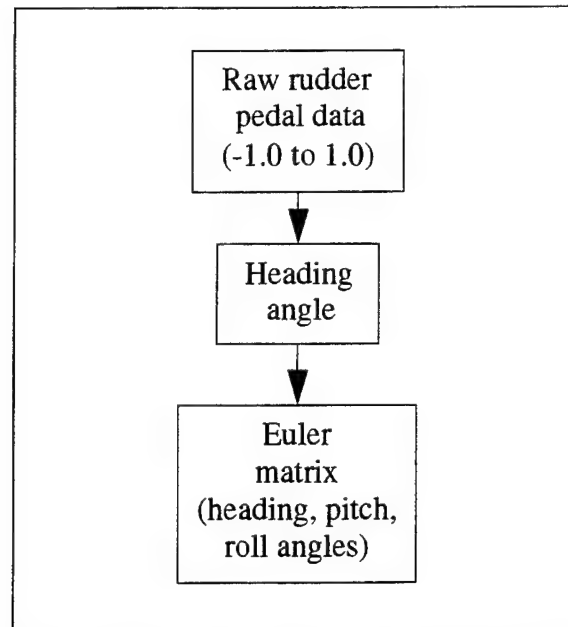 Raw rudder
pedal data
(-1.0 to 1.0)
Heading
angle
Euler
matrix
(heading, pitch,
roll angles)